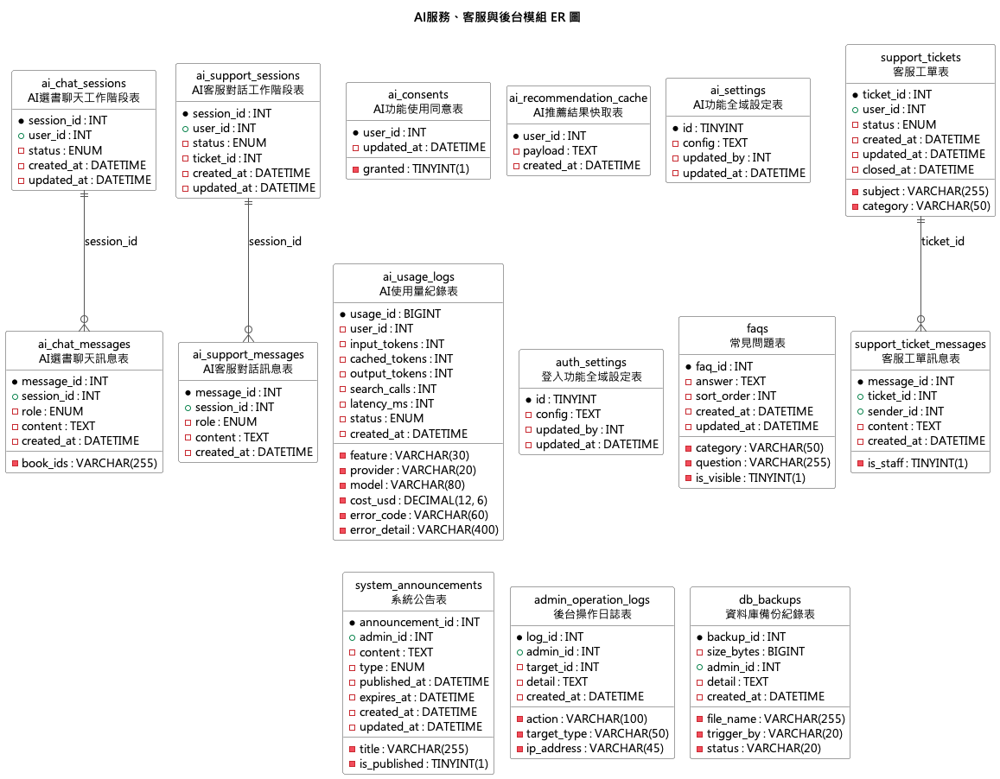 AI服務、客服與後台模組 ER 圖
ai_chat_sessions
AI選書聊天工作階段表
session_id : INT
user_id : INT
status : ENUM
created_at : DATETIME
updated_at : DATETIME
ai_support_sessions
AI客服對話工作階段表
session_id : INT
user_id : INT
status : ENUM
ticket_id : INT
created_at : DATETIME
updated_at : DATETIME
ai_consents
AI功能使用同意表
user_id : INT
updated_at : DATETIME
granted : TINYINT(1)
ai_recommendation_cache
AI推薦結果快取表
user_id : INT
payload : TEXT
created_at : DATETIME
ai_settings
AI功能全域設定表
id : TINYINT
config : TEXT
updated_by : INT
updated_at : DATETIME
support_tickets
客服工單表
ticket_id : INT
user_id : INT
status : ENUM
created_at : DATETIME
updated_at : DATETIME
closed_at : DATETIME
subject : VARCHAR(255)
category : VARCHAR(50)
session_id
session_id
ticket_id
ai_chat_messages
AI選書聊天訊息表
message_id : INT
session_id : INT
role : ENUM
content : TEXT
created_at : DATETIME
book_ids : VARCHAR(255)
ai_support_messages
AI客服對話訊息表
message_id : INT
session_id : INT
role : ENUM
content : TEXT
created_at : DATETIME
ai_usage_logs
AI使用量紀錄表
usage_id : BIGINT
user_id : INT
input_tokens : INT
cached_tokens : INT
output_tokens : INT
search_calls : INT
latency_ms : INT
status : ENUM
created_at : DATETIME
feature : VARCHAR(30)
provider : VARCHAR(20)
model : VARCHAR(80)
cost_usd : DECIMAL(12, 6)
error_code : VARCHAR(60)
error_detail : VARCHAR(400)
auth_settings
登入功能全域設定表
id : TINYINT
config : TEXT
updated_by : INT
updated_at : DATETIME
faqs
常見問題表
faq_id : INT
answer : TEXT
sort_order : INT
created_at : DATETIME
updated_at : DATETIME
category : VARCHAR(50)
question : VARCHAR(255)
is_visible : TINYINT(1)
support_ticket_messages
客服工單訊息表
message_id : INT
ticket_id : INT
sender_id : INT
content : TEXT
created_at : DATETIME
is_staff : TINYINT(1)
system_announcements
系統公告表
announcement_id : INT
admin_id : INT
content : TEXT
type : ENUM
published_at : DATETIME
expires_at : DATETIME
created_at : DATETIME
updated_at : DATETIME
title : VARCHAR(255)
is_published : TINYINT(1)
admin_operation_logs
後台操作日誌表
log_id : INT
admin_id : INT
target_id : INT
detail : TEXT
created_at : DATETIME
action : VARCHAR(100)
target_type : VARCHAR(50)
ip_address : VARCHAR(45)
db_backups
資料庫備份紀錄表
backup_id : INT
size_bytes : BIGINT
admin_id : INT
detail : TEXT
created_at : DATETIME
file_name : VARCHAR(255)
trigger_by : VARCHAR(20)
status : VARCHAR(20)